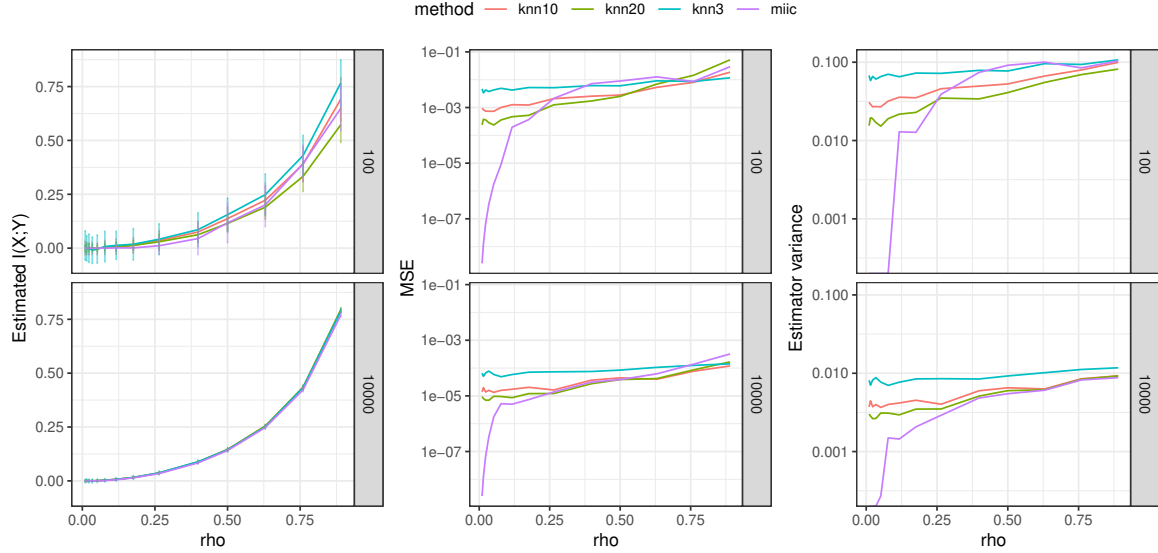 method knn10 knn20 knn3 miic
Estimated I(X;Y)
0.75
0.50
0.25
0.00
100
0.75
0.50
0.25
0.00
10000
0.00 0.25 0.50 0.75
rho
MSE
1e−01
1e−03
1e−05
1e−07
100
1e−01
1e−03
1e−05
1e−07
10000
0.00 0.25 0.50 0.75
rho
Estimator variance
0.100
0.010
0.001
100
0.100
0.010
0.001
10000
0.00 0.25 0.50 0.75
rho